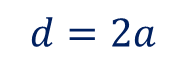 d = 2a